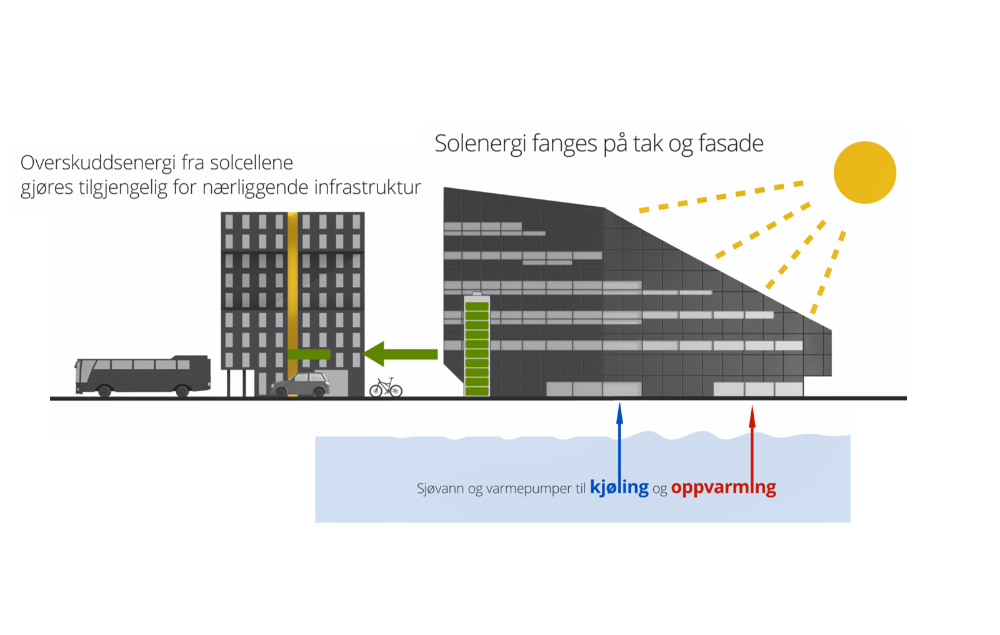 Overskuddsenergi fra solcellene
gjøres tilgjengelig for nærliggende infrastruktur
Solenergi fanges på tak og fasade
Sjøvann og varmepumper til kjøling og oppvarming